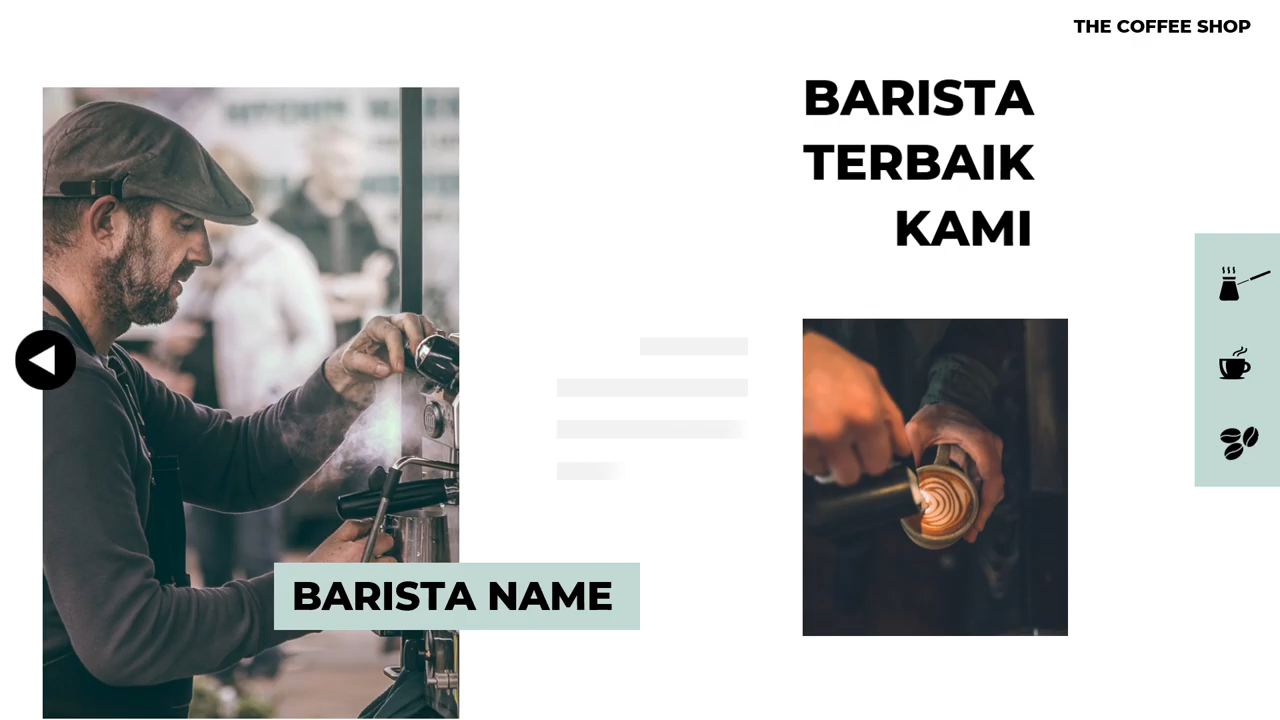 THE COFFEE SHOP
BARISTA
TERBAIK
KAMI
BARISTA NAME